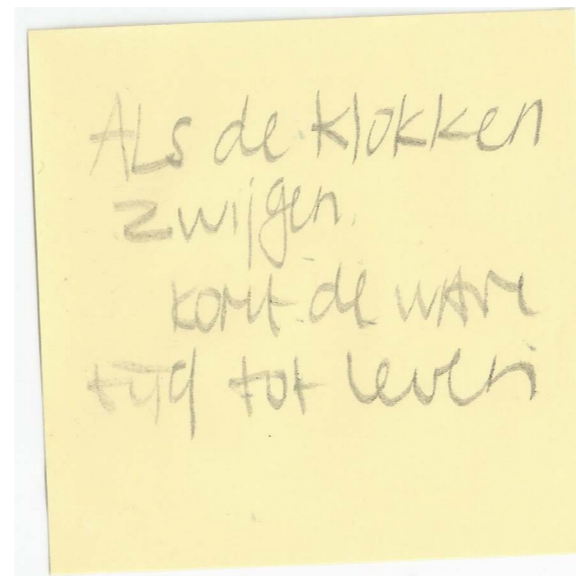 Als de klokken
zwijgen,
komt de ware
tijd tot leven